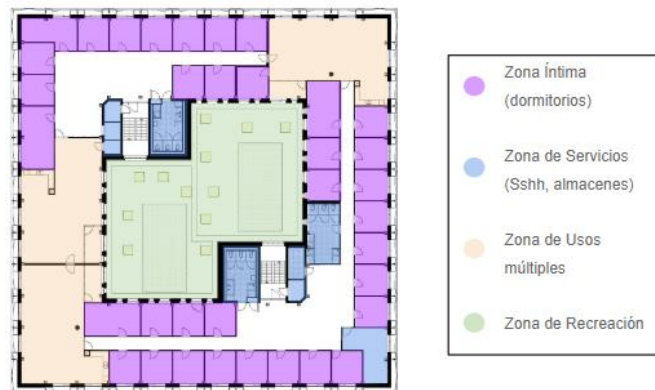 Zona Íntima
(dormitorios)
Zona de Servicios
(Sshh, almacenes)
Zona de Usos
múltiples
Zona de Recreación